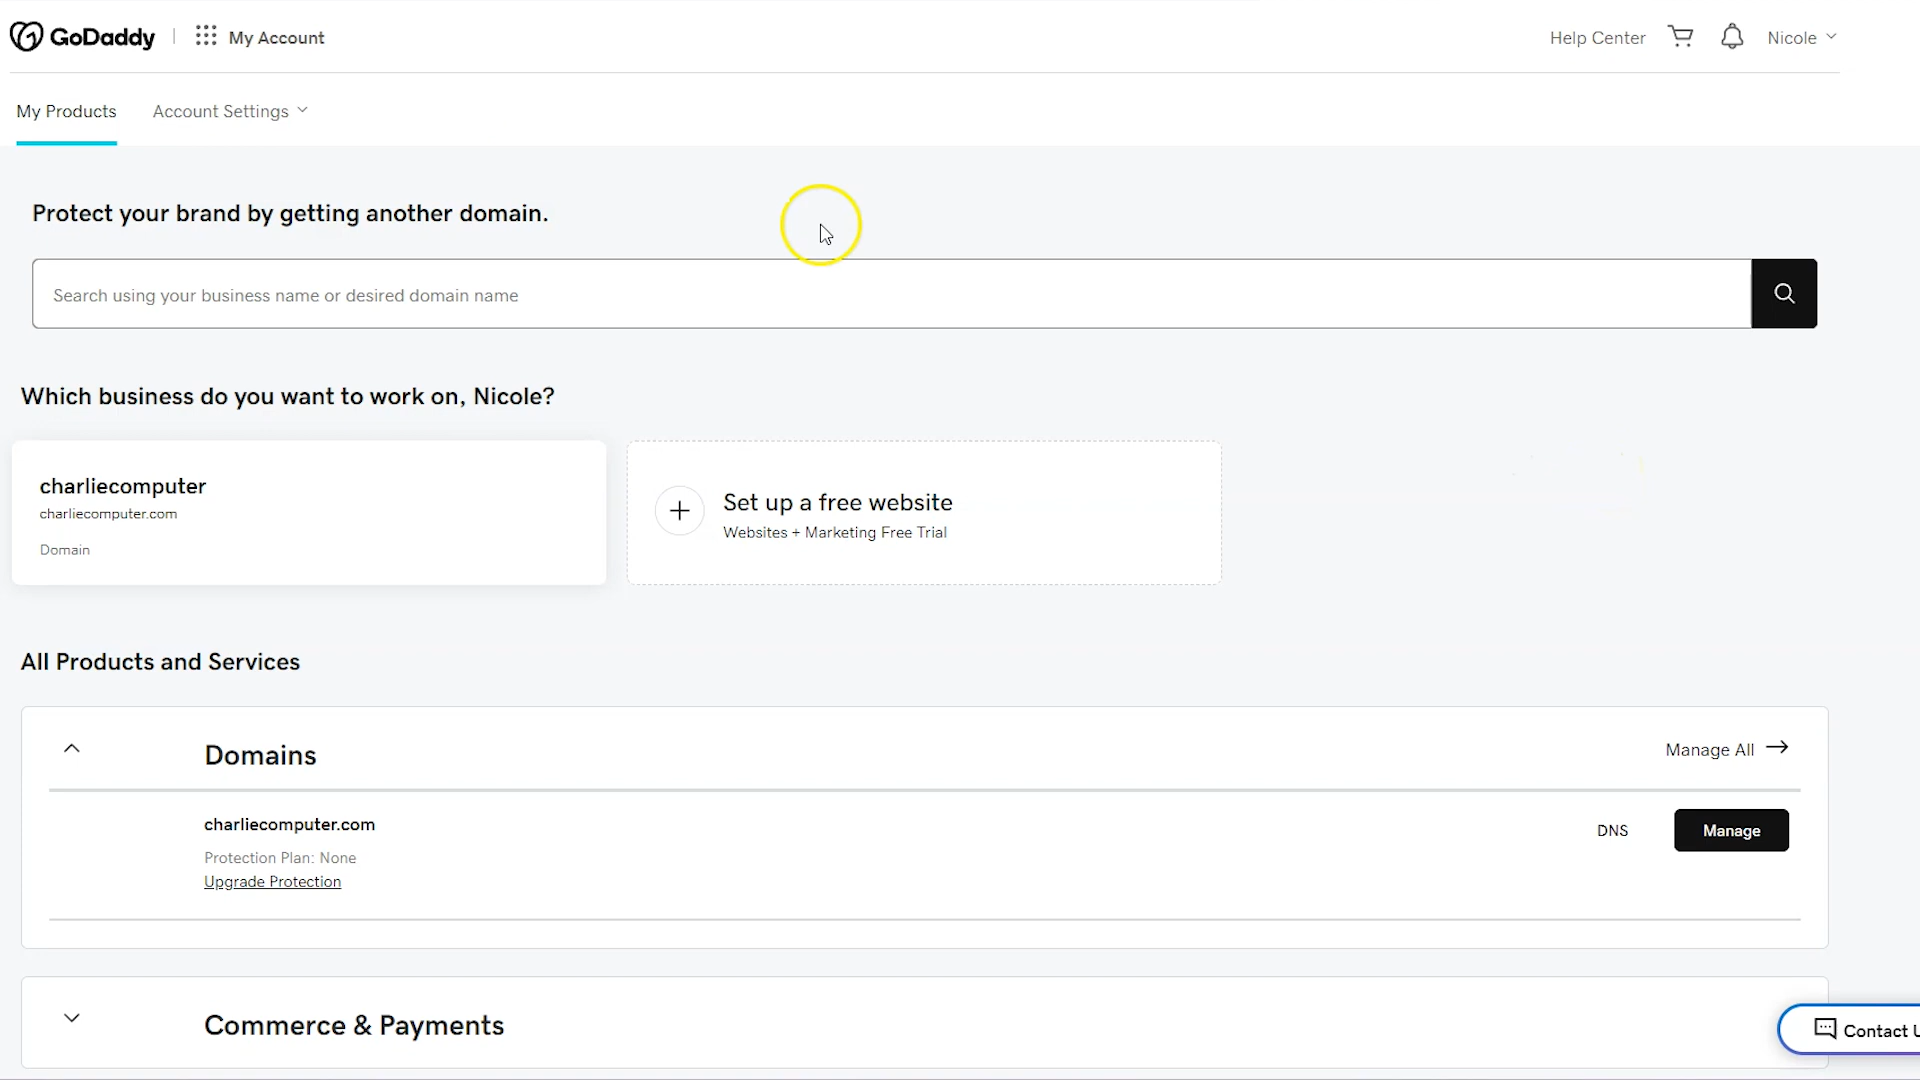 GoDaddy My Account Help Center Nicole
My Products Account Settings
Protect your brand by getting another domain.
Search using your business name or desired domain name
Which business do you want to work on, Nicole?
charliecomputer
charliecomputer.com
Domain
Set up a free website
Websites + Marketing Free Trial
All Products and Services
Domains Manage All
charliecomputer.com
Protection Plan: None
Upgrade Protection
DNS Manage
Commerce & Payments
Contact U